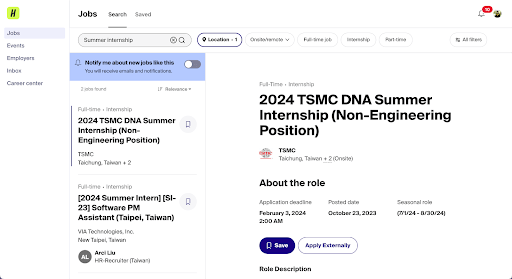 Jobs
Search
Saved
10
Jobs
Events
Employers
Inbox
Career center
Summer internship
Location • 1
Onsite/remote
Full-time job
Internship
Part-time
All filters
Notify me about new jobs like this
You will receive emails and notifications.
2 jobs found
Relevance
Full-time • Internship
2024 TSMC DNA Summer
Internship (Non-
Engineering Position)
TSMC
Taichung, Taiwan + 2
Full-time • Internship
[2024 Summer Intern] [SI-
23] Software PM
Assistant (Taipei, Taiwan)
VIA Technologies, Inc.
New Taipei, Taiwan
AL
Arci Liu
HR-Recruiter (Taiwan)
Full-Time • Internship
2024 TSMC DNA Summer
Internship (Non-Engineering
Position)
TSMC
Taichung, Taiwan + 2 (Onsite)
About the role
Application deadline
February 3, 2024
2:00 AM
Posted date
October 23, 2023
Seasonal role
(7/1/24 - 8/30/24)
Save
Apply Externally
Role Description